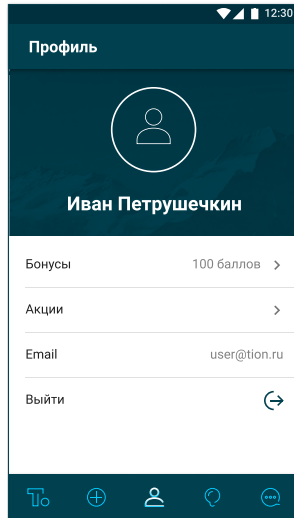 12:30
Профиль
Иван Петрушечкин
Бонусы 100 баллов
Акции
Email user@tion.ru
Выйти